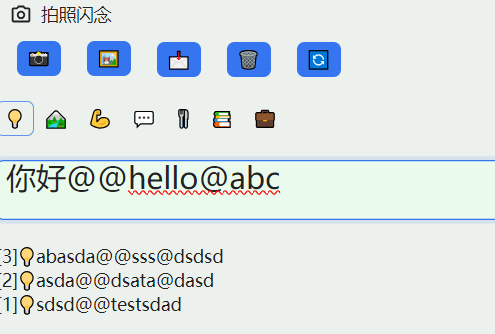 拍照闪念
你好@@hello@abc
[3]💡abasda@@sss@dsdsd
[2]💡asda@@dsata@dasd
[1]💡sdsd@@testsdad